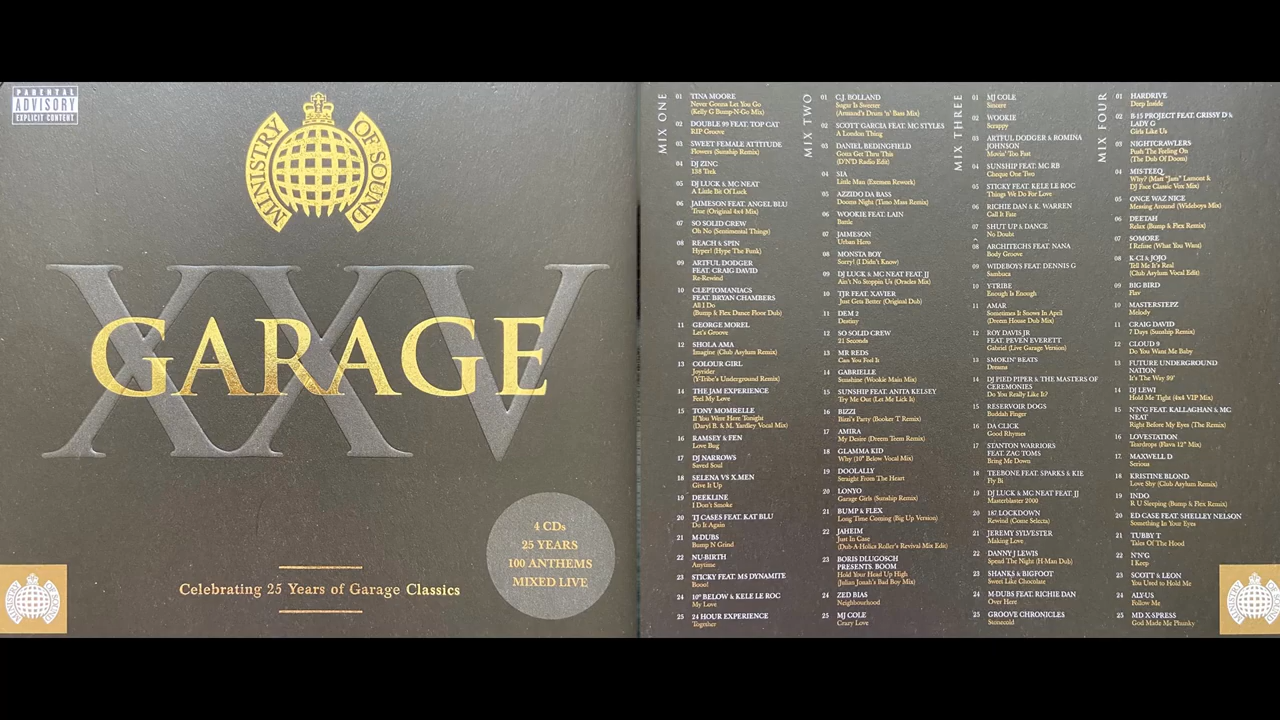 PARENTAL
ADVISORY
EXPLICIT CONTENT
MINISTRY OF SOUND
XXV
GARAGE
4 CDs
25 YEARS
100 ANTHEMS
MIXED LIVE
Celebrating 25 Years of Garage Classics
MIX ONE
01 TINA MOORE
Never Gonna Let You Go
(Kelly G Bump-N-Go Mix)
02 DOUBLE 99 FEAT. TOP CAT
RIP Groove
03 SWEET FEMALE ATTITUDE
Flowers (Sunship Remix)
04 DJ ZINC
138 Trek
05 DJ LUCK & MC NEAT
A Little Bit Of Luck
06 JAIMESON FEAT. ANGEL BLU
True (Original 4x4 Mix)
07 SO SOLID CREW
Oh No (Sentimental Things)
08 REACH & SPIN
Hyper! (Hype The Funk)
09 ARTFUL DODGER
FEAT. CRAIG DAVID
Re-Rewind
10 CLEPTOMANIACS
FEAT. BRYAN CHAMBERS
All I Do
(Bump & Flex Dance Floor Dub)
11 GEORGE MOREL
Let's Groove
12 SHOLA AMA
Imagine (Club Asylum Remix)
13 COLOUR GIRL
Joyrider
(Y-Tribe's Underground Remix)
14 THE JAM EXPERIENCE
Feel My Love
15 TONY MOMRELLE
If You Were Here Tonight
(Daryl B. & M. Yardley Vocal Mix)
16 RAMSEY & FEN
Love Bug
17 DJ NARROWS
Saved Soul
18 SELENA VS X.MEN
Give It Up
19 DEEKLINE
I Don't Smoke
20 TJ CASES FEAT. KAT BLU
Do It Again
21 M-DUBS
Bump N Grind
22 NU-BIRTH
Anytime
23 STICKY FEAT. MS DYNAMITE
Booo!
24 10° BELOW & KELE LE ROC
My Love
25 24 HOUR EXPERIENCE
Together
MIX TWO
01 C.J. BOLLAND
Sugar Is Sweeter
(Armand's Drum 'n' Bass Mix)
02 SCOTT GARCIA FEAT. MC STYLES
A London Thing
03 DANIEL BEDINGFIELD
Gotta Get Thru This
(D'N'D Radio Edit)
04 SIA
Little Man (Exemen Rework)
05 AZZIDO DA BASS
Dooms Night (Timo Mass Remix)
06 WOOKIE FEAT. LAIN
Battle
07 JAIMESON
Urban Hero
08 MONSTA BOY
Sorry! (I Didn't Know)
09 DJ LUCK & MC NEAT FEAT. JJ
Ain't No Stoppin Us (Oracles Mix)
10 TJR FEAT. XAVIER
Just Gets Better (Original Dub)
11 DEM 2
Destiny
12 SO SOLID CREW
21 Seconds
13 MR REDS
Can You Feel It
14 GABRIELLE
Sunshine (Wookie Main Mix)
15 SUNSHIP FEAT. ANITA KELSEY
Try Me Out (Let Me Lick It)
16 BIZZI
Bizzi's Party (Booker T Remix)
17 AMIRA
My Desire (Dreem Teem Remix)
18 GLAMMA KID
Why (10° Below Vocal Mix)
19 DOOLALLY
Straight From The Heart
20 LONYO
Garage Girls (Sunship Remix)
21 BUMP & FLEX
Long Time Coming (Big Up Version)
22 JAHEIM
Just In Case
(Dub-A-Holics Roller's Revival Mix Edit)
23 BORIS DLUGOSCH
PRESENTS. BOOM
Hold Your Head Up High
(Julian Jonah's Bad Boy Mix)
24 ZED BIAS
Neighbourhood
25 MJ COLE
Crazy Love
MIX THREE
01 MJ COLE
Sincere
02 WOOKIE
Scrappy
03 ARTFUL DODGER & ROMINA
JOHNSON
Movin' Too Fast
04 SUNSHIP FEAT. MC RB
Cheque One Two
05 STICKY FEAT. KELE LE ROC
Things We Do For Love
06 RICHIE DAN & K. WARREN
Call It Fate
07 SHUT UP & DANCE
No Doubt
08 ARCHITECHS FEAT. NANA
Body Groove
09 WIDEBOYS FEAT. DENNIS G
Sambuca
10 Y-TRIBE
Enough Is Enough
11 AMAR
Sometimes It Snows In April
(Dreem House Dub Mix)
12 ROY DAVIS JR
FEAT. PEVEN EVERETT
Gabriel (Live Garage Version)
13 SMOKIN' BEATS
Dreams
14 DJ PIED PIPER & THE MASTERS OF
CEREMONIES
Do You Really Like It?
15 RESERVOIR DOGS
Buddah Finger
16 DA CLICK
Good Rhymes
17 STANTON WARRIORS
FEAT. ZAC TOMS
Bring Me Down
18 TEEBONE FEAT. SPARKS & KIE
Fly Bi
19 DJ LUCK & MC NEAT FEAT. JJ
Masterblaster 2000
20 187 LOCKDOWN
Rewind (Come Selecta)
21 JEREMY SYLVESTER
Making Love
22 DANNY J LEWIS
Spend The Night (H-Man Dub)
23 SHANKS & BIGFOOT
Sweet Like Chocolate
24 M-DUBS FEAT. RICHIE DAN
Over Here
25 GROOVE CHRONICLES
Stonecold
MIX FOUR
01 HARDRIVE
Deep Inside
02 B-15 PROJECT FEAT. CRISSY D &
LADY G
Girls Like Us
03 NIGHTCRAWLERS
Push The Feeling On
(The Dub Of Doom)
04 MIS-TEEQ
Why? (Matt "Jam" Lamont &
DJ Face Classic Vox Mix)
05 ONCE WAZ NICE
Messing Around (Wideboys Mix)
06 DEETAH
Relax (Bump & Flex Remix)
07 SOMORE
I Refuse (What You Want)
08 K-CI & JOJO
Tell Me It's Real
(Club Asylum Vocal Edit)
09 BIG BIRD
Flav
10 MASTERSTEPZ
Melody
11 CRAIG DAVID
7 Days (Sunship Remix)
12 CLOUD 9
Do You Want Me Baby
13 FUTURE UNDERGROUND
NATION
It's The Way 99'
14 DJ LEWI
Hold Me Tight (4x4 VIP Mix)
15 N'N'G FEAT. KALLAGHAN & MC
NEAT
Right Before My Eyes (The Remix)
16 LOVESTATION
Teardrops (Flava 12" Mix)
17 MAXWELL D
Serious
18 KRISTINE BLOND
Love Shy (Club Asylum Remix)
19 INDO
R U Sleeping (Bump & Flex Remix)
20 ED CASE FEAT. SHELLEY NELSON
Something In Your Eyes
21 TUBBY T
Tales Of The Hood
22 N'N'G
I Keep
23 SCOTT & LEON
You Used to Hold Me
24 ALY-US
Follow Me
25 MD X-SPRESS
God Made Me Phunky